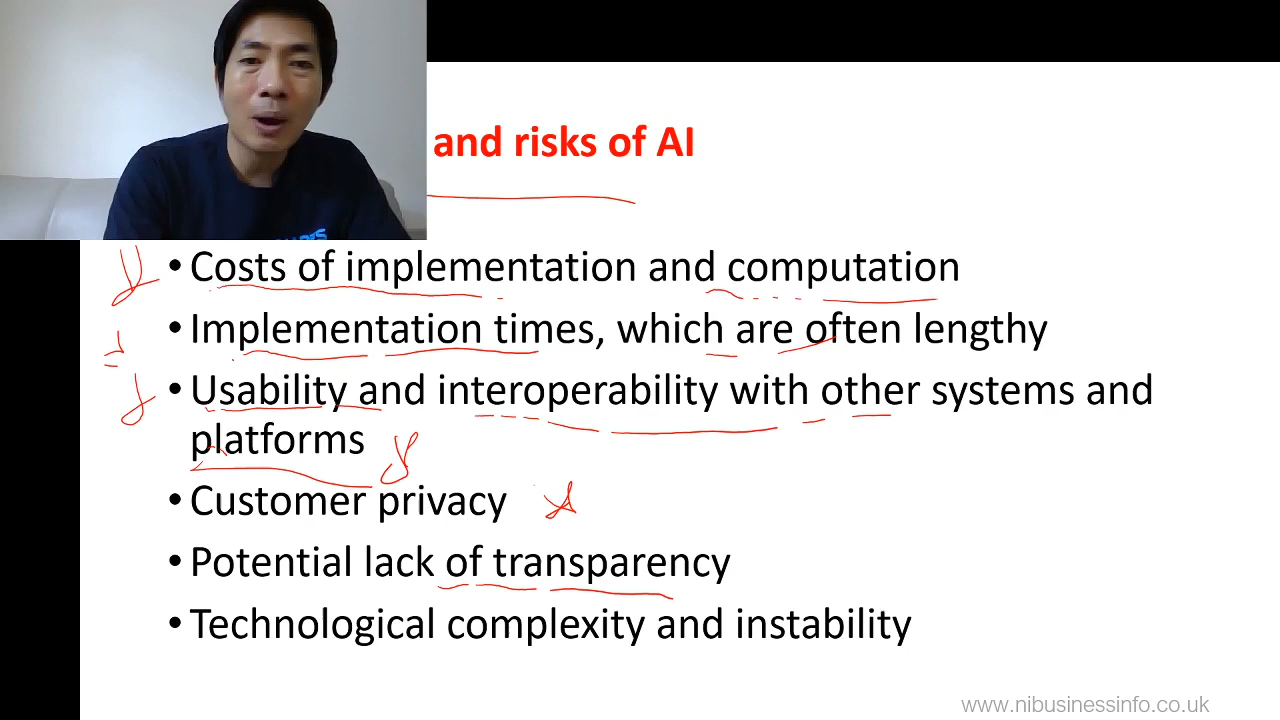 and risks of AI
• Costs of implementation and computation
• Implementation times, which are often lengthy
• Usability and interoperability with other systems and
platforms
• Customer privacy
• Potential lack of transparency
• Technological complexity and instability
www.nibusinessinfo.co.uk